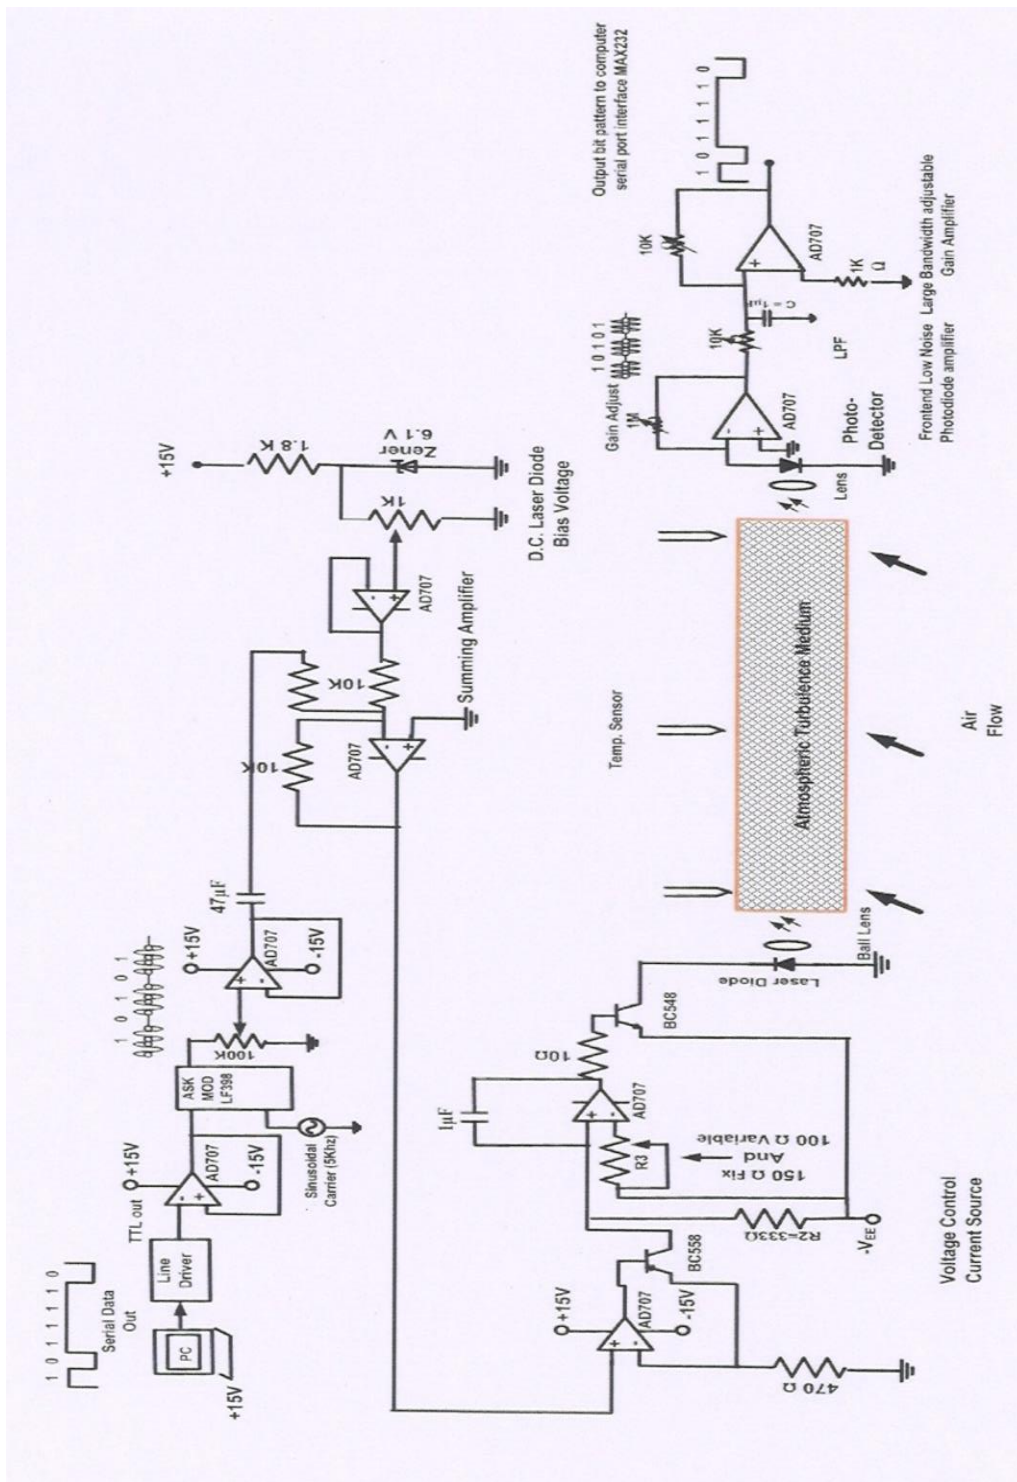 1 0 1 1 1 1 1 0
Serial Data
Out
PC
+15V
Line
Driver
TTL out
+15V
AD707
-15V
Sinusoidal
Carrier (5Khz)
ASK
MOD
LF398
100K
1 0 1 0 1
+15V
AD707
-15V
47µF
10K
10K
AD707
Summing Amplifier
AD707
1K
+15V
1.8 K
Zener
6.1 V
D.C. Laser Diode
Bias Voltage
+15V
AD707
-15V
470 Ω
BC558
R2=333Ω
-VEE
1µF
R3
150 Ω Fix
And
100 Ω Variable
AD707
10Ω
BC548
Laser Diode
Ball Lens
Voltage Control
Current Source
Temp. Sensor
Atmospheric Turbulence Medium
Air
Flow
Lens
Photo-
Detector
Gain Adjust
1M
AD707
1 0 1 0 1
10K
C = 1µF
LPF
10K
AD707
1K
Ω
Frontend Low Noise
Photodiode amplifier
Large Bandwidth adjustable
Gain Amplifier
Output bit pattern to computer
serial port interface MAX232
1 0 1 1 1 1 1 0